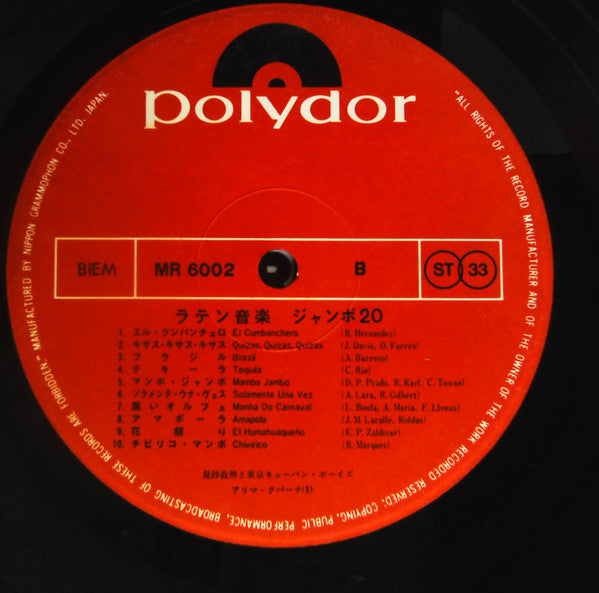 polydor
BIEM MR 6002 B ST 33
ラテン音楽 ジャンボ20
1. エル・クンバンチェロ El Cumbanchero (R. Hernandez)
2. キサス・キサス・キサス Quizas, Quizas, Quizas (J. Davis, O. Farres)
3. ブラジル Brazil (A. Barroso)
4. テキーラ Tequila (C. Rio)
5. マンボ・ジャンボ Mambo Jambo (D. P. Prado, R. Karl, C. Towne)
6. ソラメンテ・ウナ・ヴェス Solamente Una Vez (A. Lara, R. Gilbert)
7. 黒いオルフェ Manha Do Carnaval (L. Bonfa, A. Maria, F. Llenas)
8. アマポーラ Amapola (J. M. Lacalle, Roldan)
9. 花祭り El Humahuaqueño (E. P. Zaldivar)
10. チビリコ・マンボ Chivirico (R. Marquez)
見砂直照と東京キューバン・ボーイズ
アリマ・クバーナ
"ALL RIGHTS OF THE RECORD MANUFACTURER AND OF THE OWNER OF THE WORK RECORDED RESERVED; COPYING, PUBLIC PERFORMANCE, BROADCASTING OF THESE RECORDS ARE FORBIDDEN." MANUFACTURED BY NIPPON GRAMMOPHON CO., LTD. JAPAN.